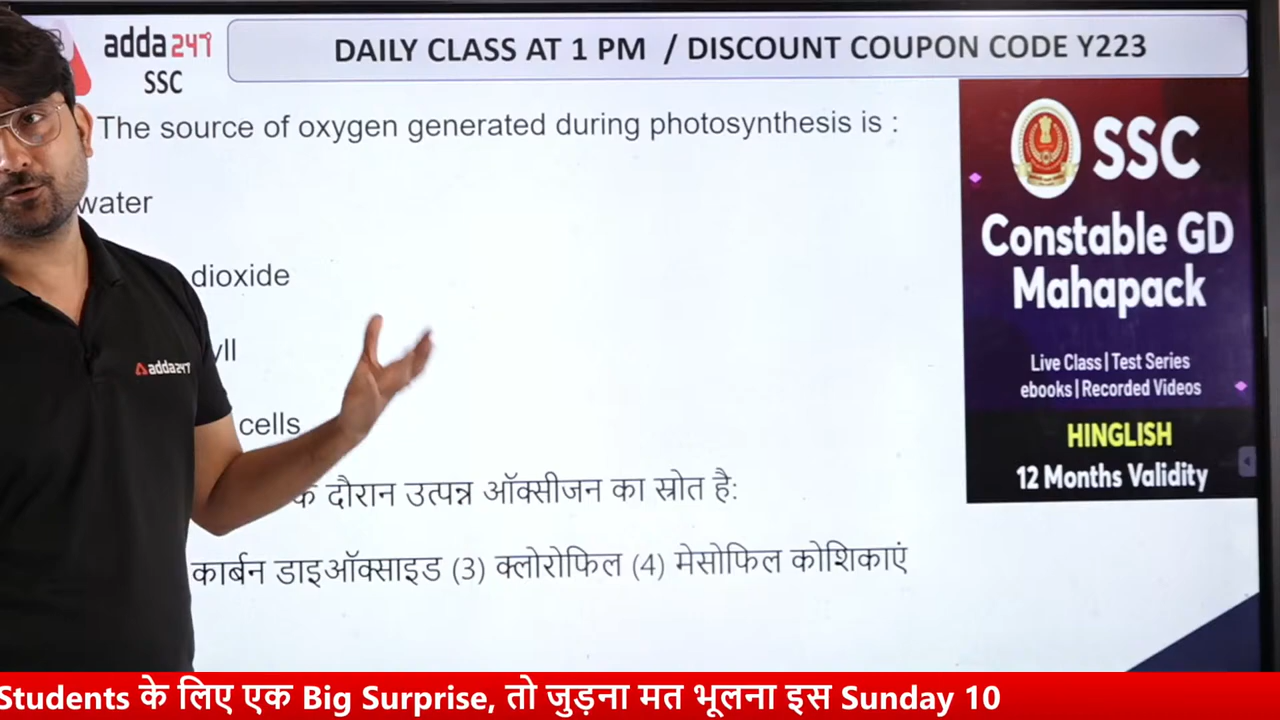 adda247
SSC
DAILY CLASS AT 1 PM / DISCOUNT COUPON CODE Y223
The source of oxygen generated during photosynthesis is :
water
dioxide
cells
के दौरान उत्पन्न ऑक्सीजन का स्रोत है:
कार्बन डाइऑक्साइड (3) क्लोरोफिल (4) मेसोफिल कोशिकाएं
adda247
SSC
Constable GD
Mahapack
Live Class | Test Series
ebooks | Recorded Videos
HINGLISH
12 Months Validity
Students के लिए एक Big Surprise, तो जुड़ना मत भूलना इस Sunday 10